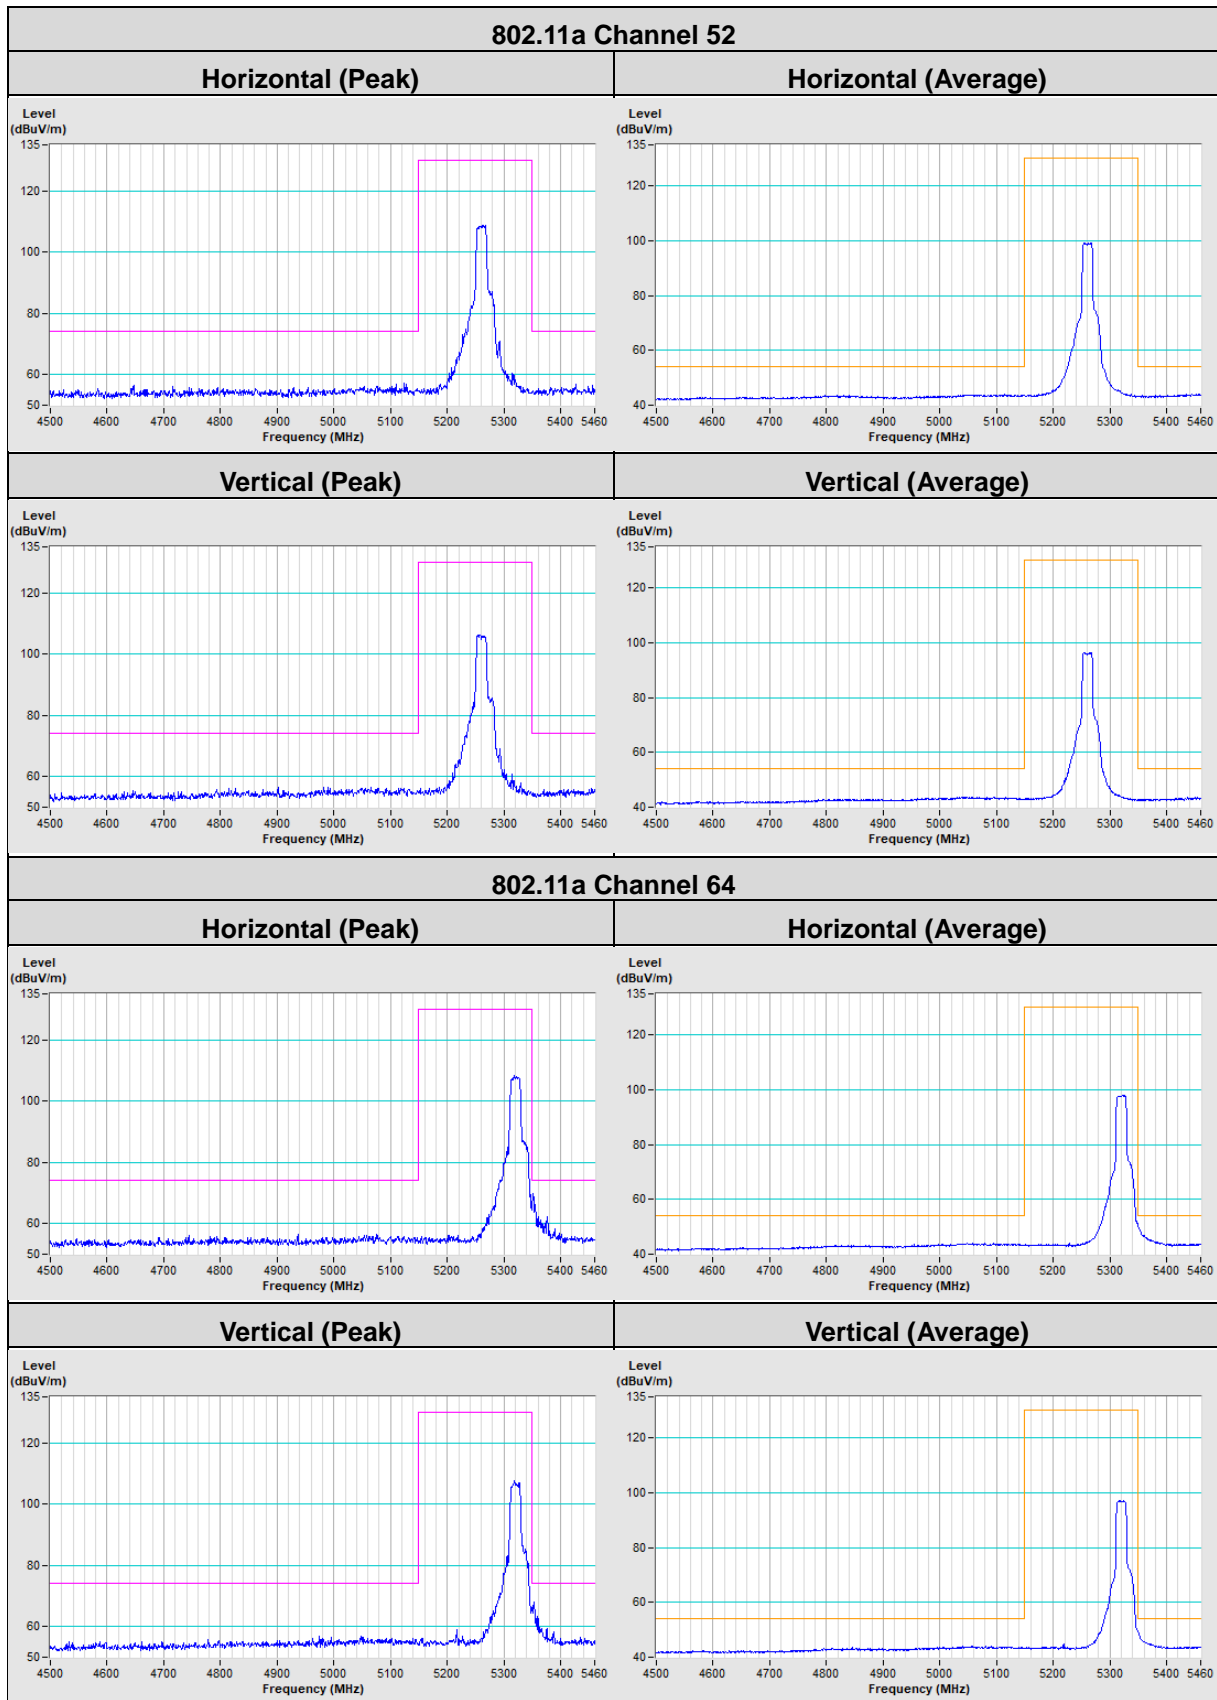 802.11a Channel 52
Horizontal (Peak)
Horizontal (Average)
Level
(dBuV/m)
135
120
100
80
60
50
4500 4600 4700 4800 4900 5000 5100 5200 5300 5400 5460
Frequency (MHz)
Level
(dBuV/m)
135
120
100
80
60
40
4500 4600 4700 4800 4900 5000 5100 5200 5300 5400 5460
Frequency (MHz)
Vertical (Peak)
Vertical (Average)
Level
(dBuV/m)
135
120
100
80
60
50
4500 4600 4700 4800 4900 5000 5100 5200 5300 5400 5460
Frequency (MHz)
Level
(dBuV/m)
135
120
100
80
60
40
4500 4600 4700 4800 4900 5000 5100 5200 5300 5400 5460
Frequency (MHz)
802.11a Channel 64
Horizontal (Peak)
Horizontal (Average)
Level
(dBuV/m)
135
120
100
80
60
50
4500 4600 4700 4800 4900 5000 5100 5200 5300 5400 5460
Frequency (MHz)
Level
(dBuV/m)
135
120
100
80
60
40
4500 4600 4700 4800 4900 5000 5100 5200 5300 5400 5460
Frequency (MHz)
Vertical (Peak)
Vertical (Average)
Level
(dBuV/m)
135
120
100
80
60
50
4500 4600 4700 4800 4900 5000 5100 5200 5300 5400 5460
Frequency (MHz)
Level
(dBuV/m)
135
120
100
80
60
40
4500 4600 4700 4800 4900 5000 5100 5200 5300 5400 5460
Frequency (MHz)